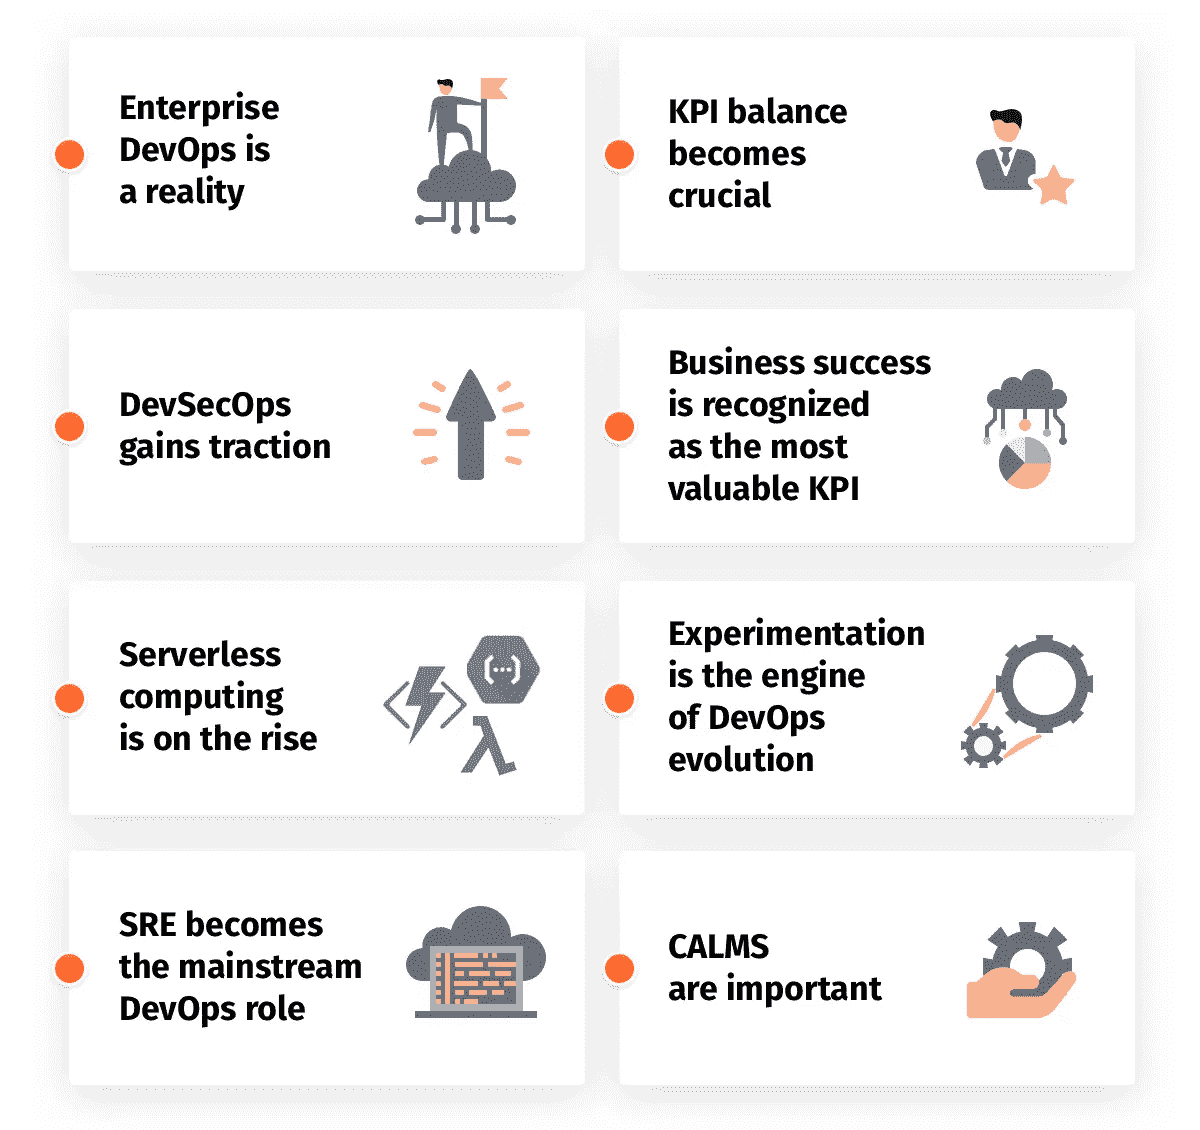 Enterprise
DevOps is
a reality
KPI balance
becomes
crucial
DevSecOps
gains traction
Business success
is recognized
as the most
valuable KPI
Serverless
computing
is on the rise
Experimentation
is the engine
of DevOps
evolution
SRE becomes
the mainstream
DevOps role
CALMS
are important